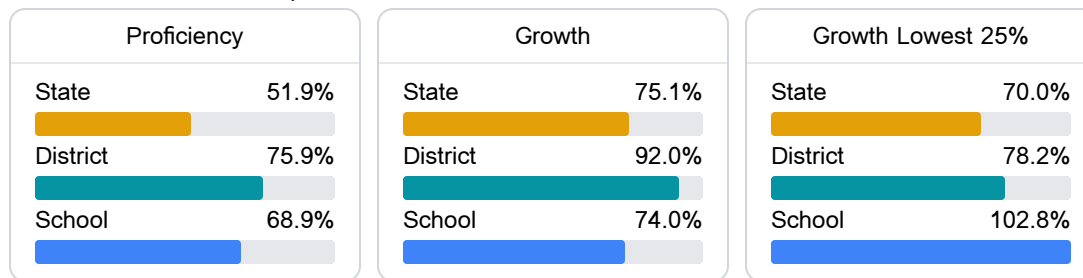 Proficiency
State 51.9%
District 75.9%
School 68.9%
Growth
State 75.1%
District 92.0%
School 74.0%
Growth Lowest 25%
State 70.0%
District 78.2%
School 102.8%